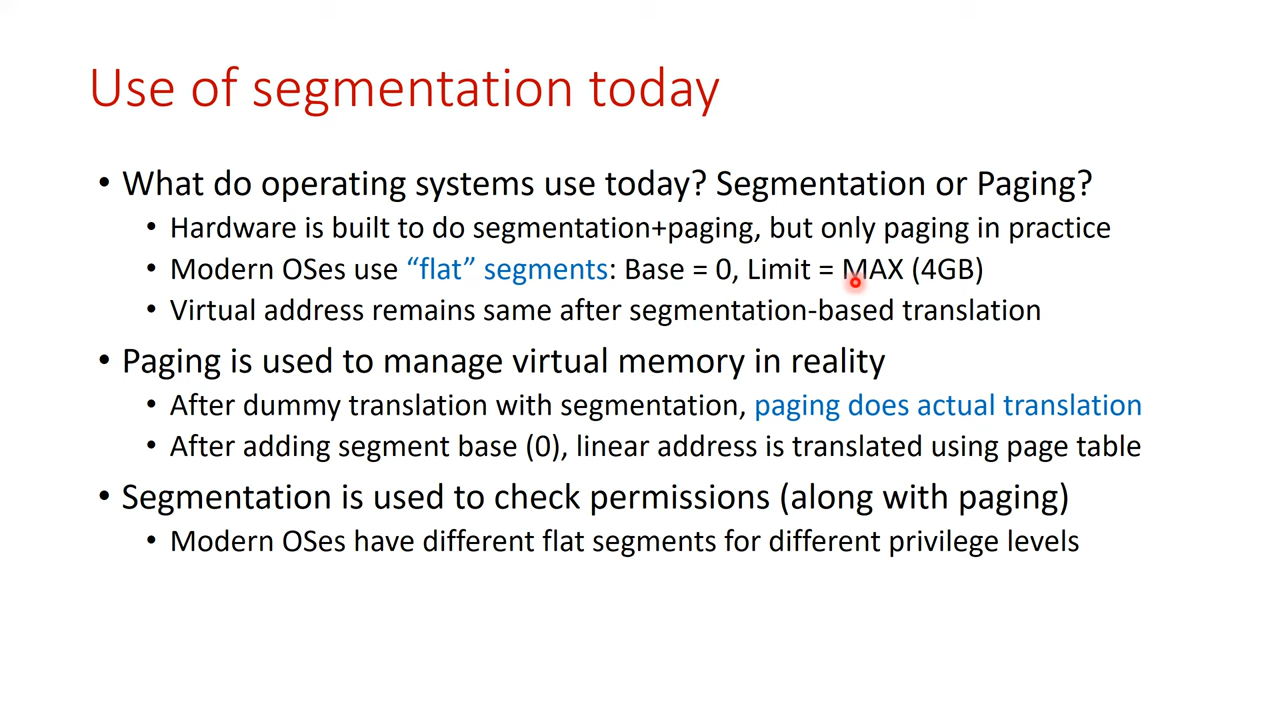 Use of segmentation today
• What do operating systems use today? Segmentation or Paging?
• Hardware is built to do segmentation+paging, but only paging in practice
• Modern OSes use “flat” segments: Base = 0, Limit = MAX (4GB)
• Virtual address remains same after segmentation-based translation
• Paging is used to manage virtual memory in reality
• After dummy translation with segmentation, paging does actual translation
• After adding segment base (0), linear address is translated using page table
• Segmentation is used to check permissions (along with paging)
• Modern OSes have different flat segments for different privilege levels